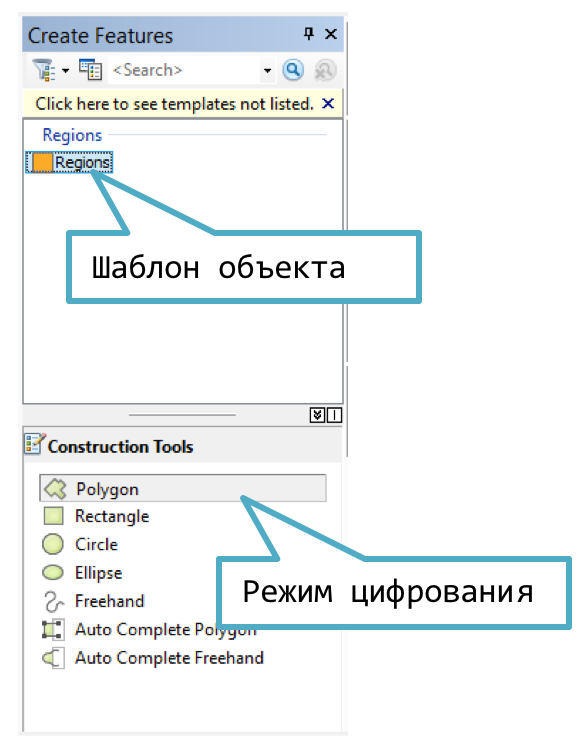 Create Features
<Search>
Click here to see templates not listed.
Regions
Regions
Шаблон объекта
Construction Tools
Polygon
Rectangle
Circle
Ellipse
Режим цифрования
Freehand
Auto Complete Polygon
Auto Complete Freehand